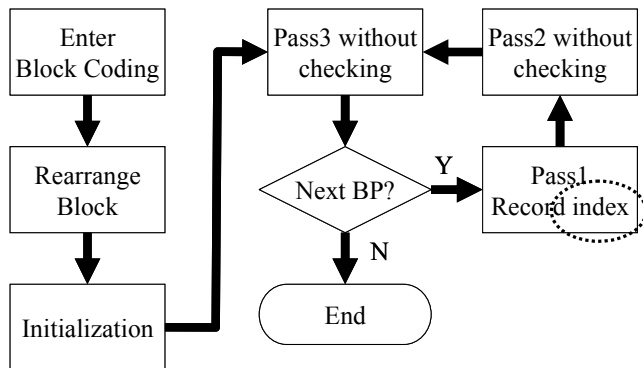 Enter
Block Coding
Rearrange
Block
Initialization
Pass3 without
checking
Next BP?
Y
N
End
Pass1
Record index
Pass2 without
checking